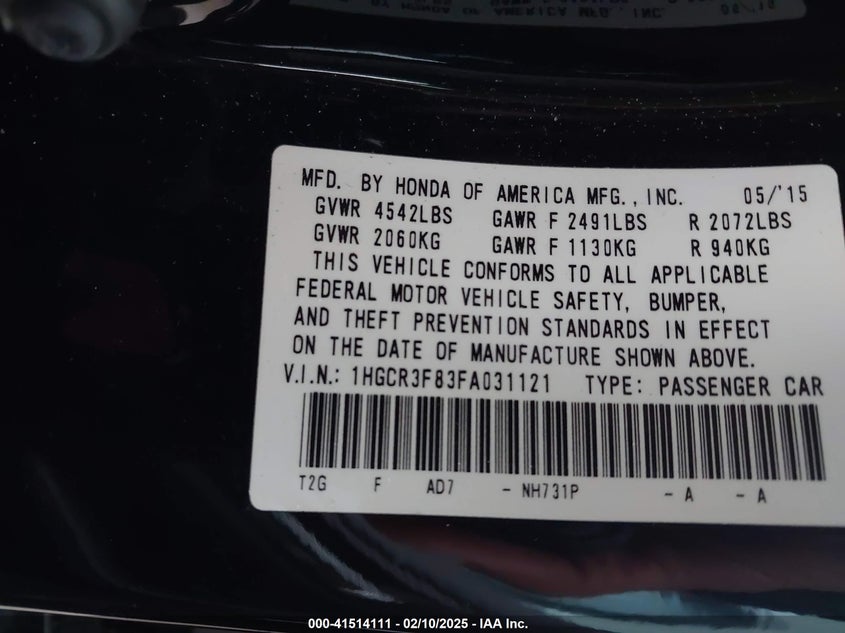 MFD. BY HONDA OF AMERICA MFG., INC. 05/'15
GVWR 4542LBS GAWR F 2491LBS R 2072LBS
GVWR 2060KG GAWR F 1130KG R 940KG
THIS VEHICLE CONFORMS TO ALL APPLICABLE
FEDERAL MOTOR VEHICLE SAFETY, BUMPER,
AND THEFT PREVENTION STANDARDS IN EFFECT
ON THE DATE OF MANUFACTURE SHOWN ABOVE.
V.I.N.: 1HGCR3F83FA031121 TYPE: PASSENGER CAR
T2G F AD7 - NH731P - A - A
000-41514111 - 02/10/2025 - IAA Inc.